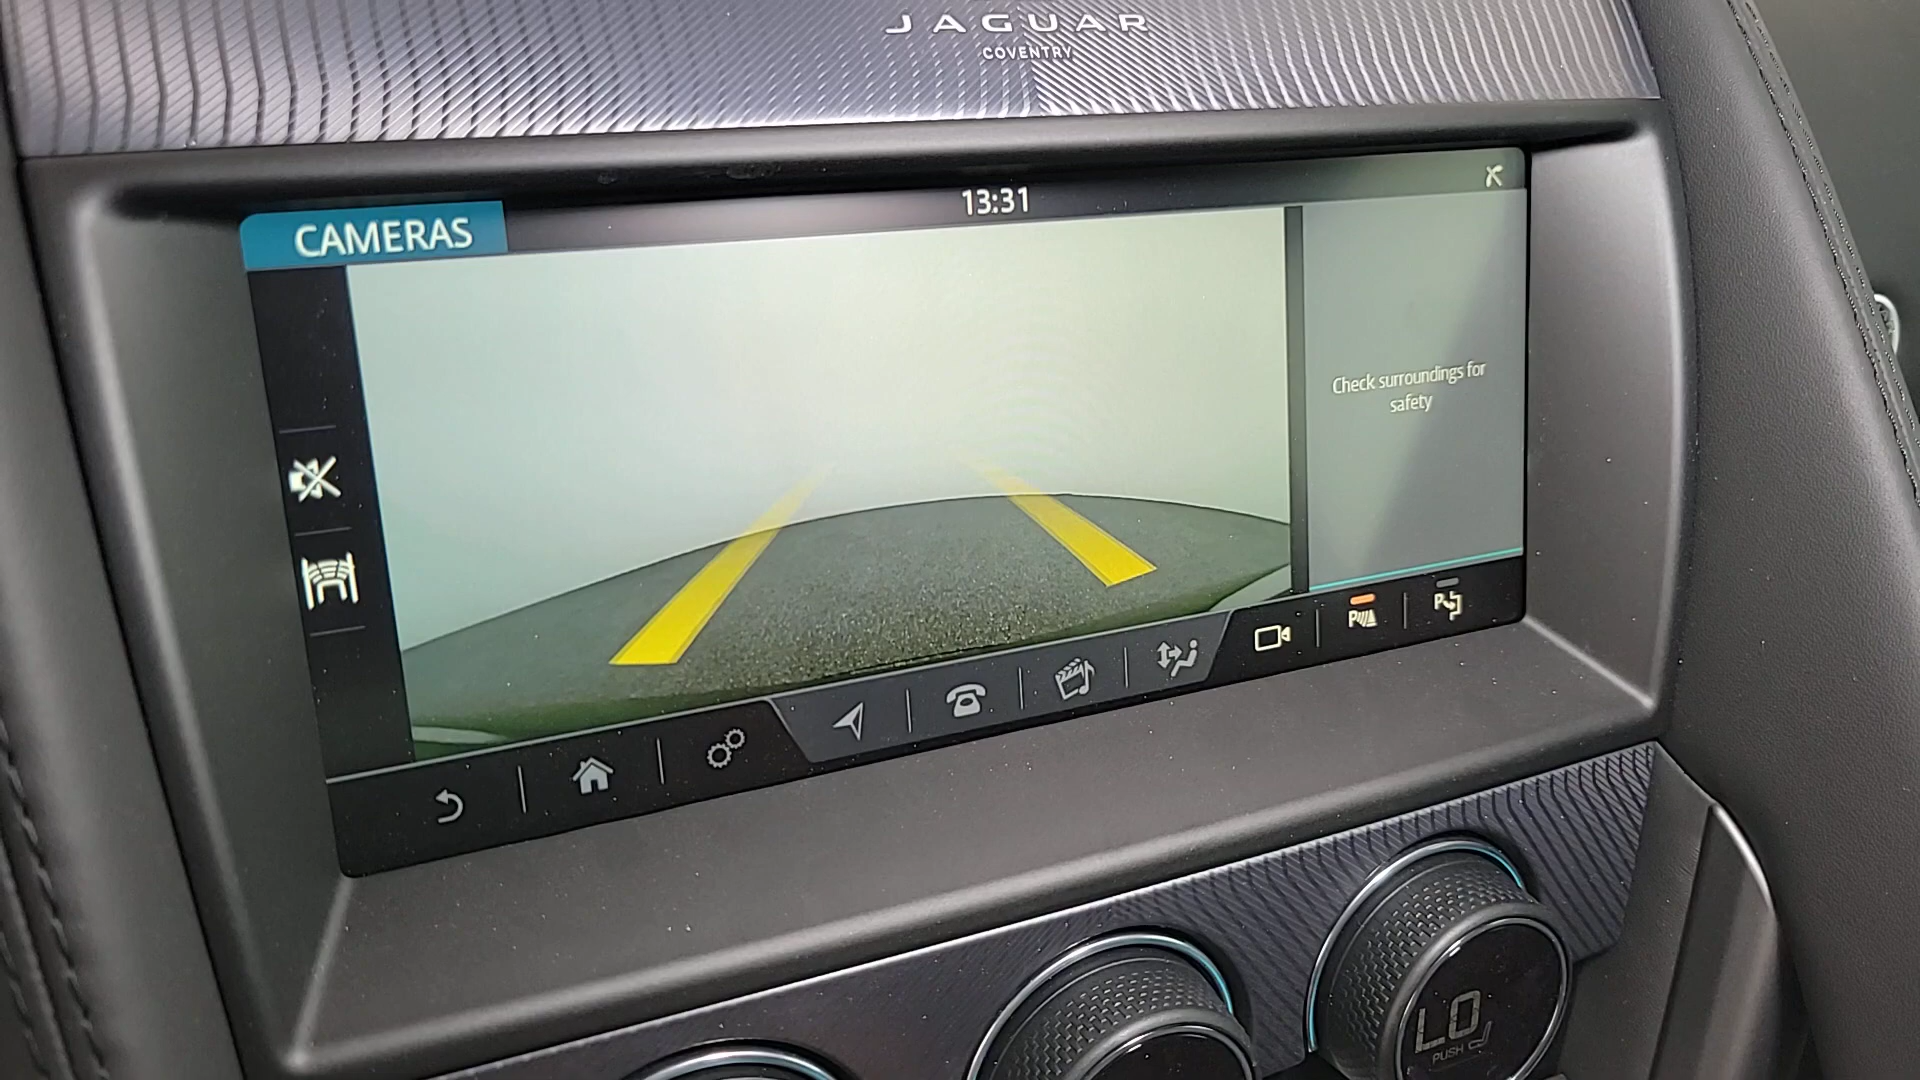 JAGUAR
COVENTRY
13:31
CAMERAS
Check surroundings for
safety
P
P
LO
PUSH